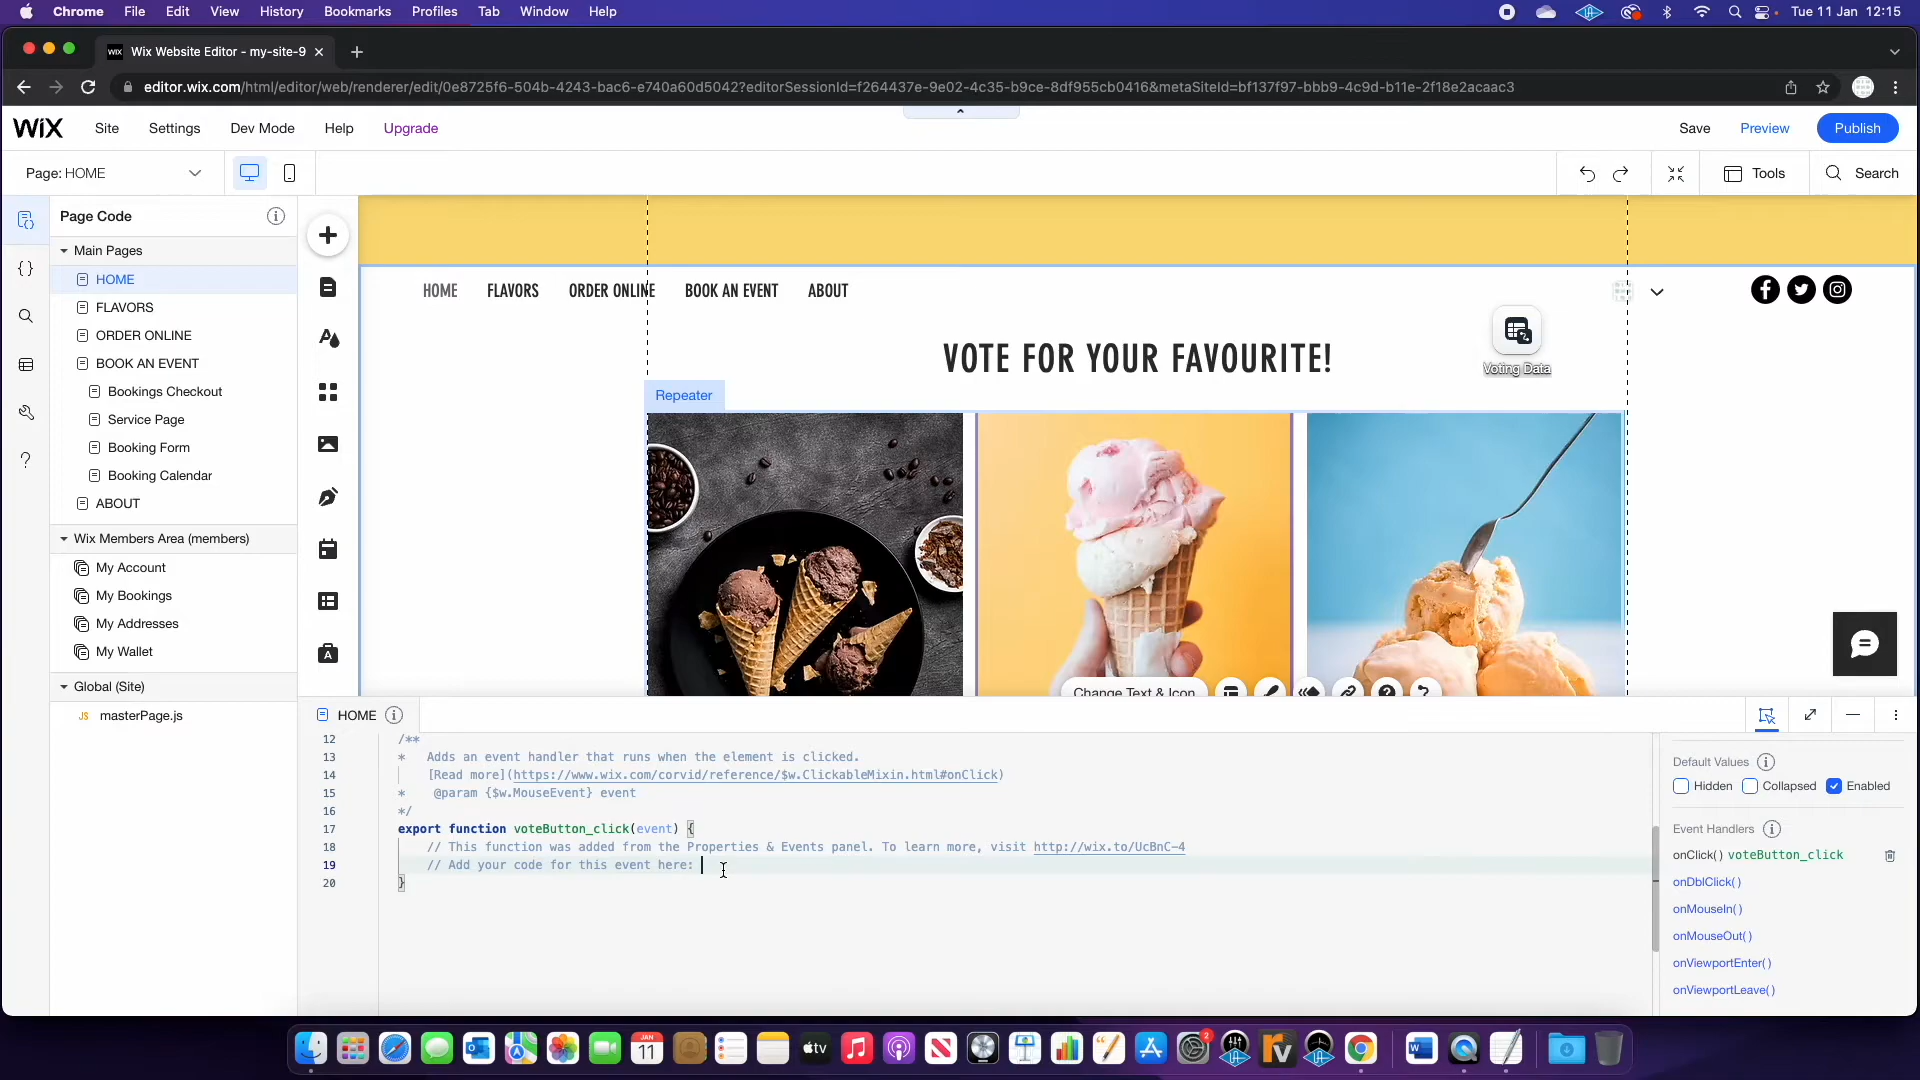 Chrome File Edit View History Bookmarks Profiles Tab Window Help Tue 11 Jan 12:15
WIX Wix Website Editor - my-site-9
editor.wix.com/html/editor/web/renderer/edit/0e8725f6-504b-4243-bac6-e740a60d5042?editorSessionId=f264437e-9e02-4c35-b9ce-8df955cb0416&metaSiteId=bf137f97-bbb9-4c9d-b11e-2f18e2acaac3
WiX Site Settings Dev Mode Help Upgrade Save Preview Publish
Page: HOME Tools Search
Page Code
Main Pages
HOME
FLAVORS
ORDER ONLINE
BOOK AN EVENT
Bookings Checkout
Service Page
Booking Form
Booking Calendar
ABOUT
Wix Members Area (members)
My Account
My Bookings
My Addresses
My Wallet
Global (Site)
JS masterPage.js
HOME FLAVORS ORDER ONLINE BOOK AN EVENT ABOUT
VOTE FOR YOUR FAVOURITE!
Voting Data
Repeater
Change Text & Icon
HOME
12 /**
13 * Adds an event handler that runs when the element is clicked.
14 [Read more](https://www.wix.com/corvid/reference/$w.ClickableMixin.html#onClick)
15 * @param {$w.MouseEvent} event
16 */
17 export function voteButton_click(event) {
18 // This function was added from the Properties & Events panel. To learn more, visit http://wix.to/UcBnC-4
19 // Add your code for this event here:
20 }
Default Values
Hidden Collapsed Enabled
Event Handlers
onClick() voteButton_click
onDblClick()
onMouseIn()
onMouseOut()
onViewportEnter()
onViewportLeave()
JAN
11
tv
2